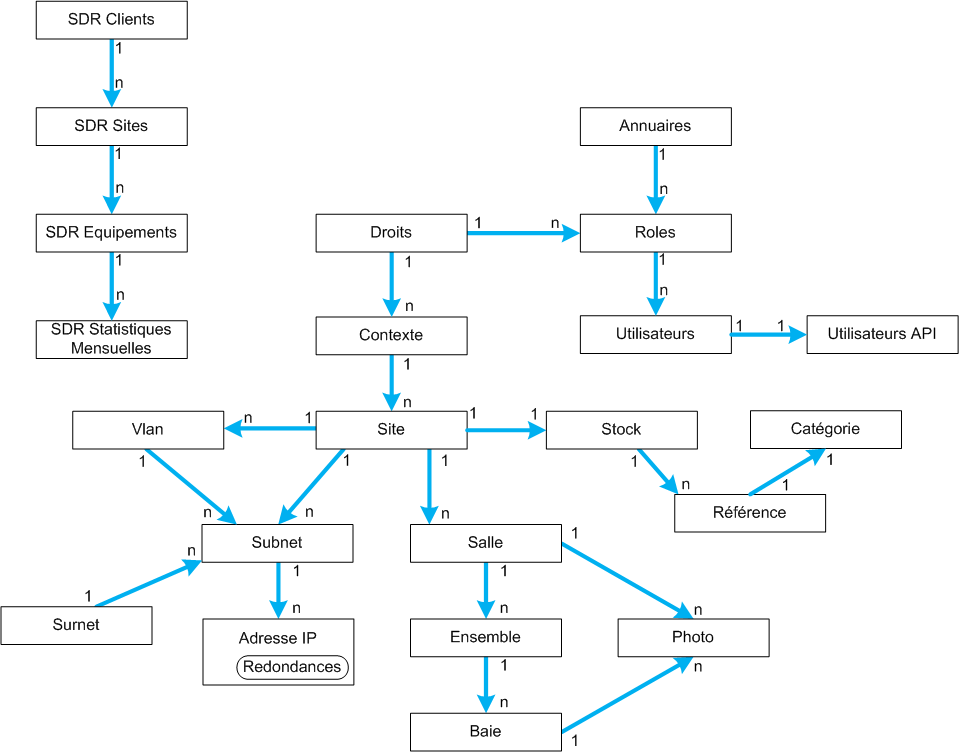 SDR Clients
1
n
SDR Sites
1
n
SDR Equipements
1
n
SDR Statistiques
Mensuelles
Annuaires
1
n
Droits
1
n
Roles
1
n
1
n
Contexte
Utilisateurs
1
1
Utilisateurs API
1
n
Vlan
n
1
Site
1
1
Stock
Catégorie
1
1
1
1
1
1
n
n
n
n
Référence
Subnet
Salle
n
1
1
1
1
n
n
n
Surnet
Adresse IP
Redondances
Ensemble
Photo
1
n
n
Baie
1